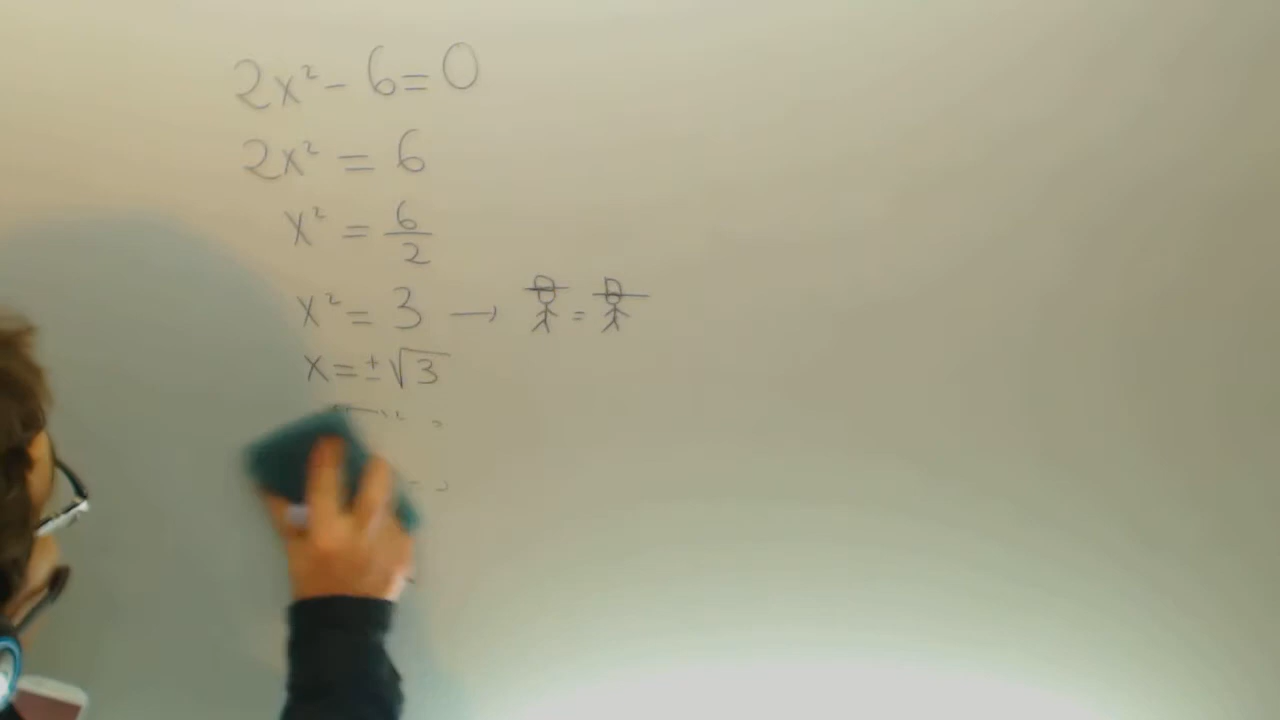 2x² - 6 = 0
2x² = 6
x² = 6/2
x² = 3 →
x = ±√3